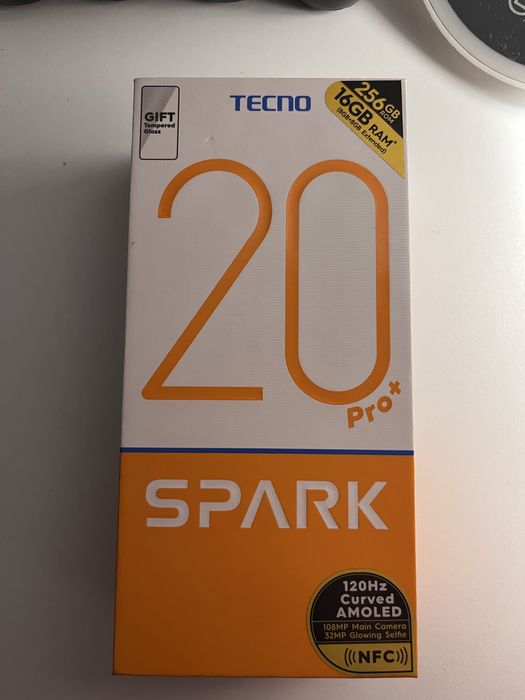 GIFT
Tempered
Glass
TECNO
256GB
ROM
16GB RAM*
(8GB+8GB Extended)
20
Pro+
SPARK
120Hz
Curved
AMOLED
108MP Main Camera
32MP Glowing Selfie
(((NFC)))